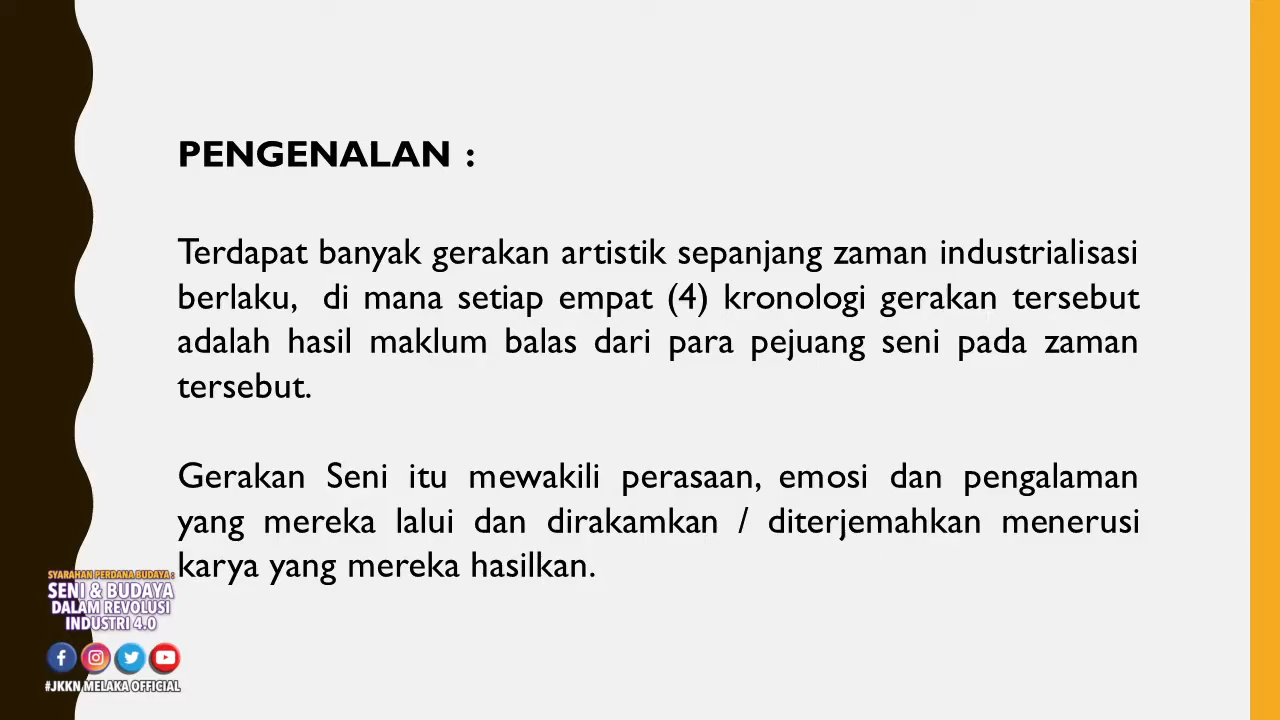 PENGENALAN :
Terdapat banyak gerakan artistik sepanjang zaman industrialisasi
berlaku, di mana setiap empat (4) kronologi gerakan tersebut
adalah hasil maklum balas dari para pejuang seni pada zaman
tersebut.
Gerakan Seni itu mewakili perasaan, emosi dan pengalaman
yang mereka lalui dan dirakamkan / diterjemahkan menerusi
karya yang mereka hasilkan.
SYARAHAN PERDANA BUDAYA :
SENI & BUDAYA
DALAM REVOLUSI
INDUSTRI 4.0
#JKKN MELAKA OFFICIAL